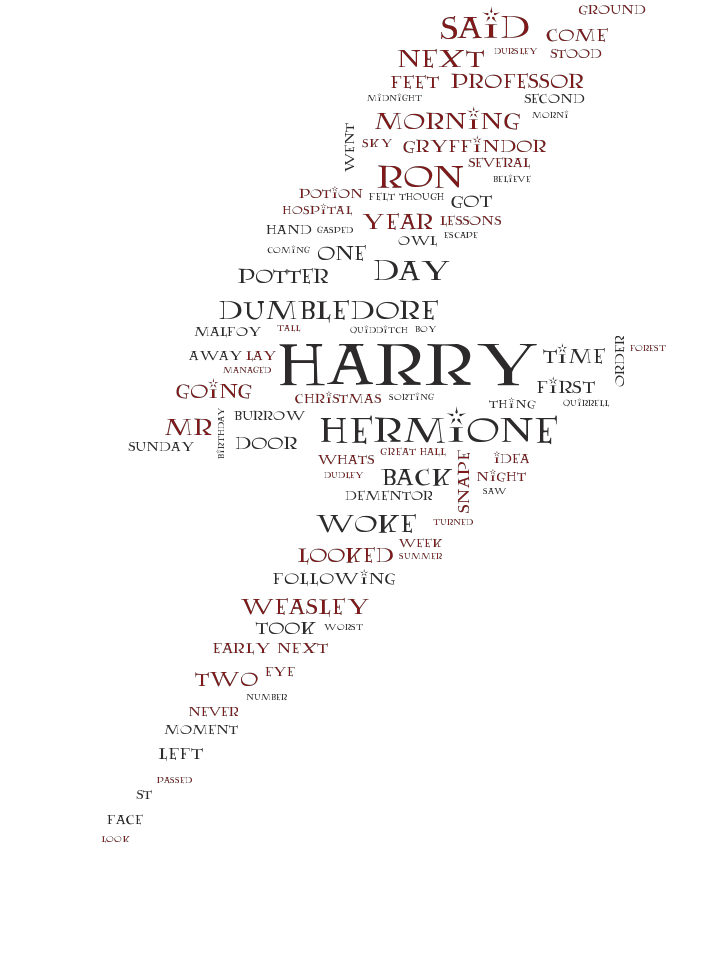 GROUND
SAID
COME
NEXT
DURSLEY
STOOD
FEET
PROFESSOR
MIDNIGHT
SECOND
MORNING
MORNI
WENT
SKY
GRYFFINDOR
SEVERAL
RON
BELIEVE
POTION
FELT THOUGH
GOT
HOSPITAL
YEAR
LESSONS
HAND
GASPED
OWL
ESCAPE
COMING
ONE
DAY
POTTER
DUMBLEDORE
MALFOY
TALL
QUIDDITCH
BOY
HARRY
TIME
ORDER
FOREST
AWAY
LAY
MANAGED
GOING
FIRST
CHRISTMAS
SORTING
THING
QUIRRELL
MR
BIRTHDAY
BURROW
HERMIONE
SUNDAY
DOOR
WHATS
GREAT HALL
SNAPE
IDEA
DUDLEY
BACK
NIGHT
DEMENTOR
SAW
WOKE
TURNED
WEEK
LOOKED
SUMMER
FOLLOWING
WEASLEY
TOOK
WORST
EARLY NEXT
TWO
EYE
NUMBER
NEVER
MOMENT
LEFT
PASSED
ST
FACE
LOOK